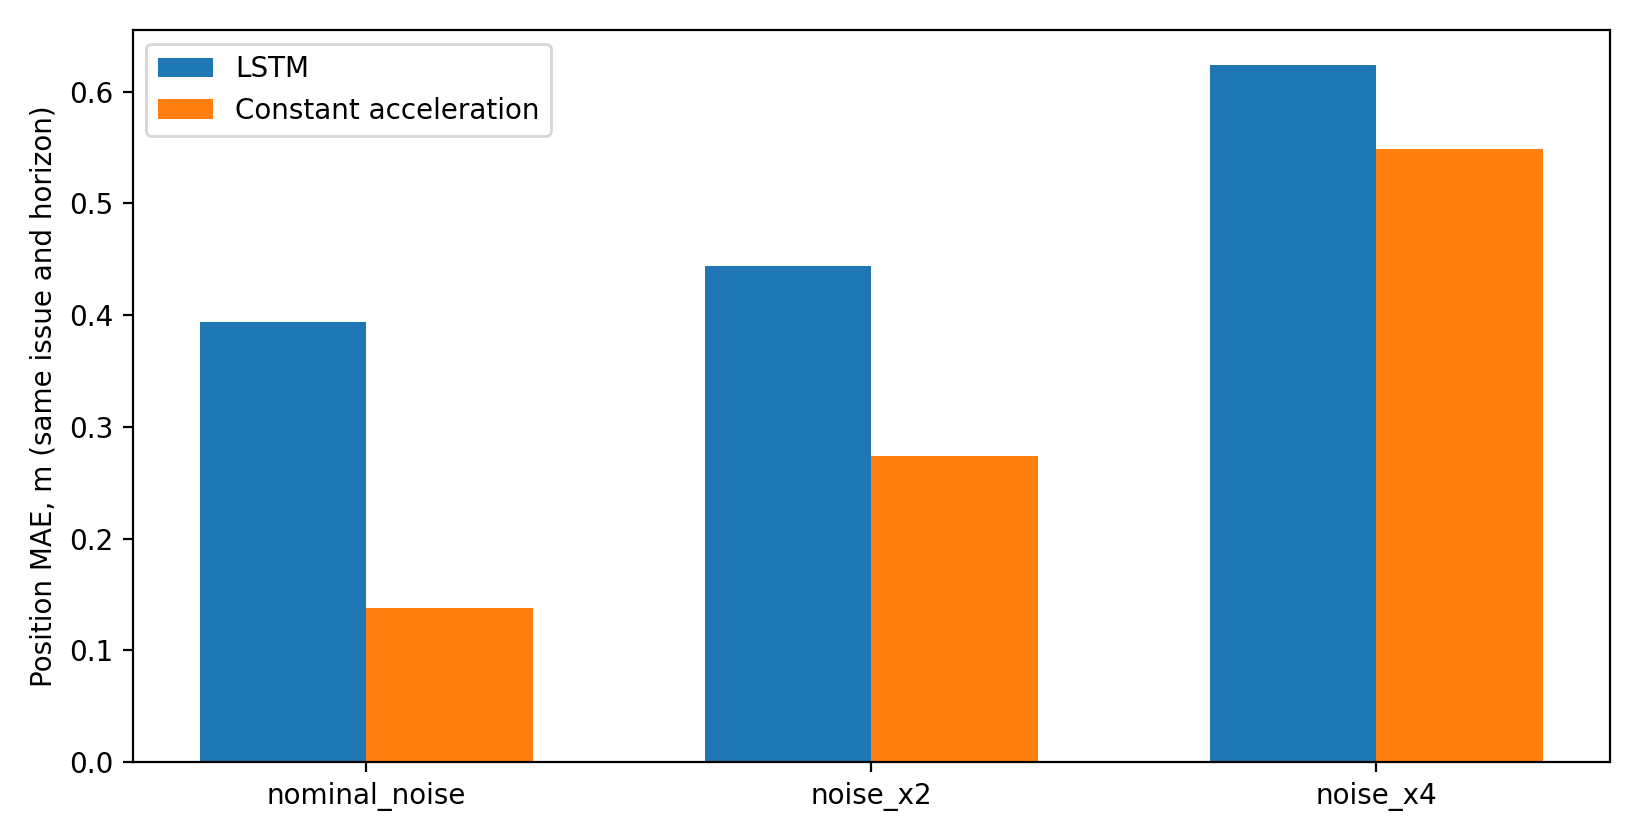 LSTM
Constant acceleration
Position MAE, m (same issue and horizon)
0.6
0.5
0.4
0.3
0.2
0.1
0.0
nominal_noise
noise_x2
noise_x4